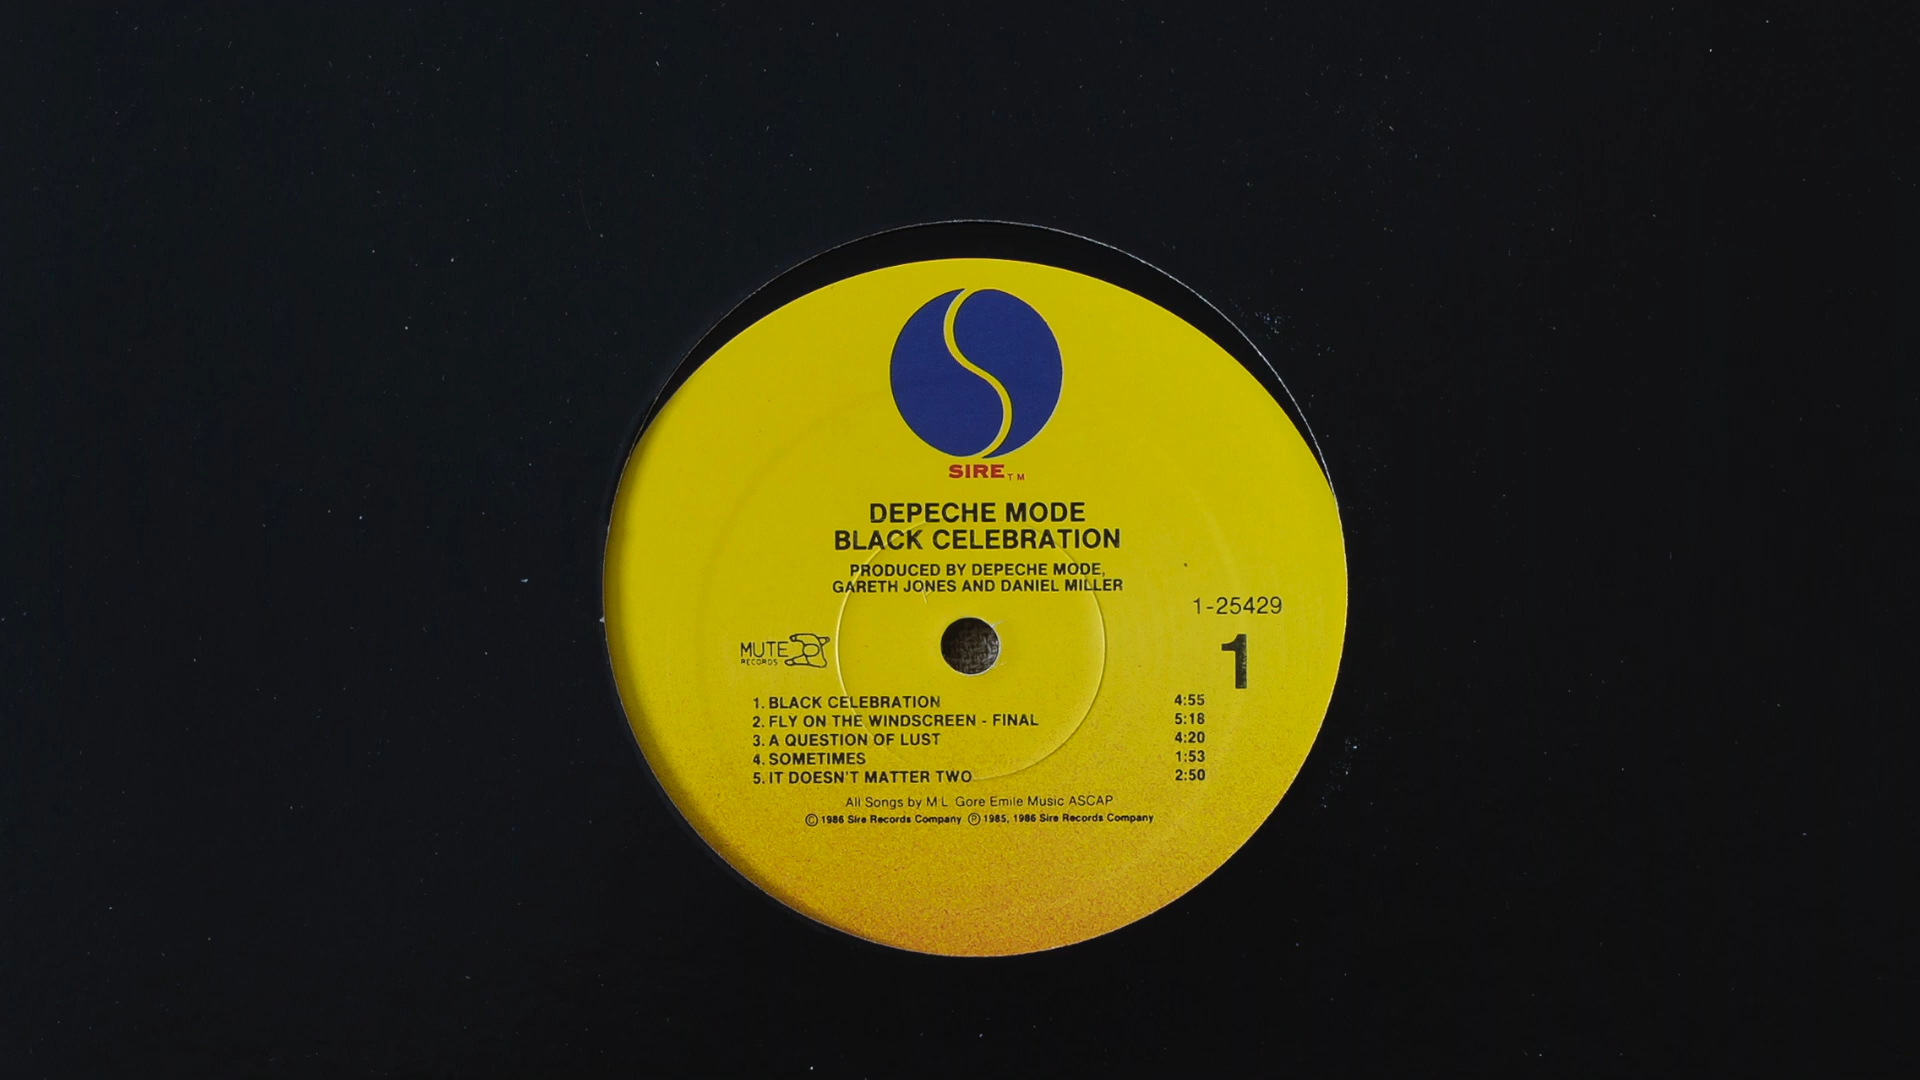 SIRE TM
DEPECHE MODE
BLACK CELEBRATION
PRODUCED BY DEPECHE MODE,
GARETH JONES AND DANIEL MILLER
1-25429
MUTE
RECORDS
1
1. BLACK CELEBRATION 4:55
2. FLY ON THE WINDSCREEN - FINAL 5:18
3. A QUESTION OF LUST 4:20
4. SOMETIMES 1:53
5. IT DOESN'T MATTER TWO 2:50
All Songs by M L Gore Emile Music ASCAP
© 1986 Sire Records Company ℗ 1985, 1986 Sire Records Company